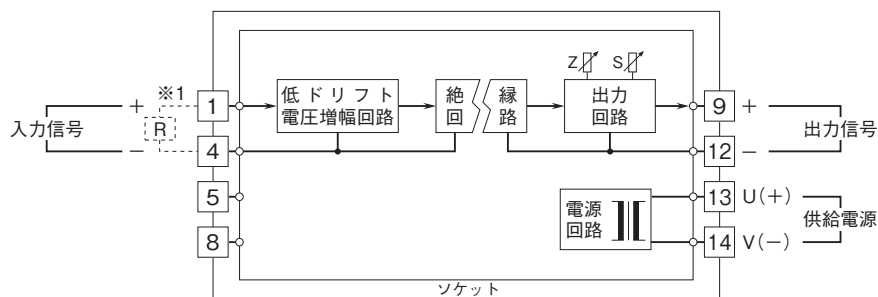 Z S
※1
+ 1 低ドリフト 絶 縁 出力 9 +
電圧増幅回路 回 路 回路
入力信号 R 出力信号
− 4 12 −
5 電源 13 U(+)
回路 供給電源
8 14 V(−)
ソケット